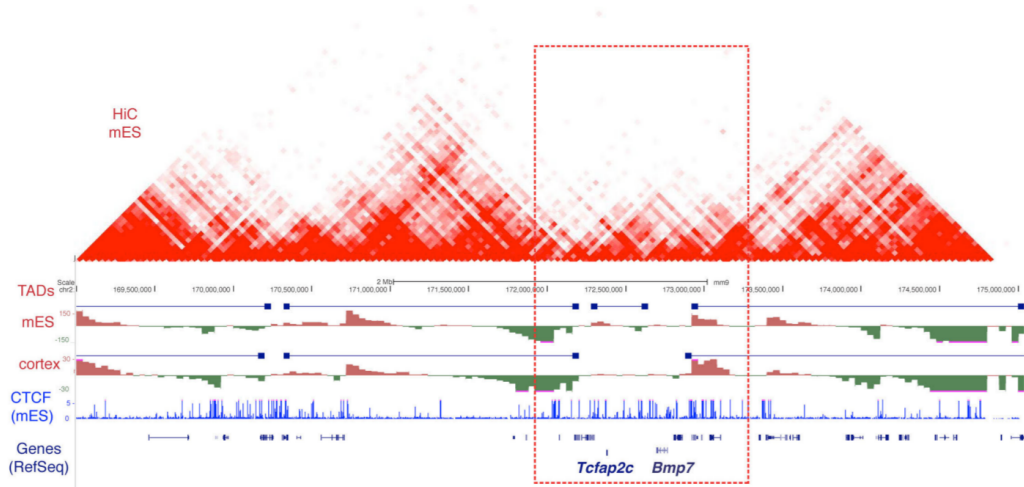 HiC
mES
Scale
2 Mb
mm9
chr2:
169,500,000
170,000,000
170,500,000
171,000,000
171,500,000
172,000,000
172,500,000
173,000,000
173,500,000
174,000,000
174,500,000
175,000,000
TADs
mES
150
-150
cortex
30
-30
CTCF
(mES)
5
0
Genes
(RefSeq)
Tcfap2c
Bmp7